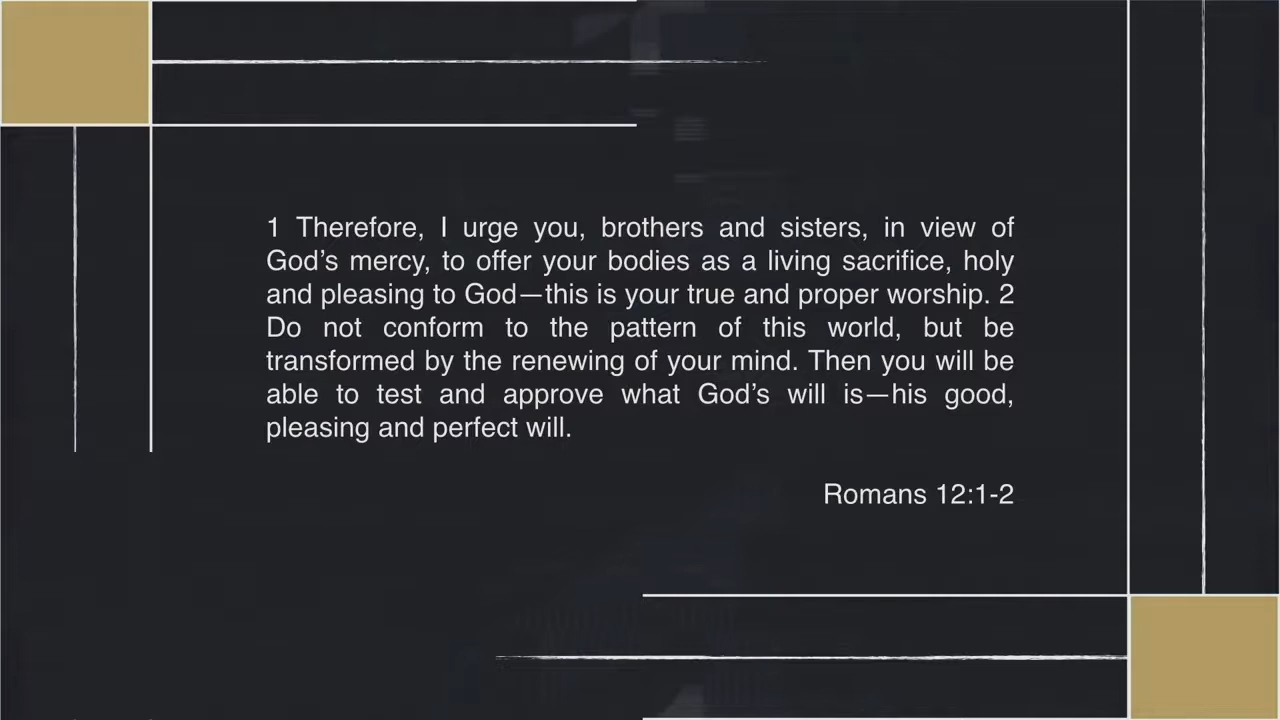 1 Therefore, I urge you, brothers and sisters, in view of
God’s mercy, to offer your bodies as a living sacrifice, holy
and pleasing to God—this is your true and proper worship. 2
Do not conform to the pattern of this world, but be
transformed by the renewing of your mind. Then you will be
able to test and approve what God’s will is—his good,
pleasing and perfect will.
Romans 12:1-2